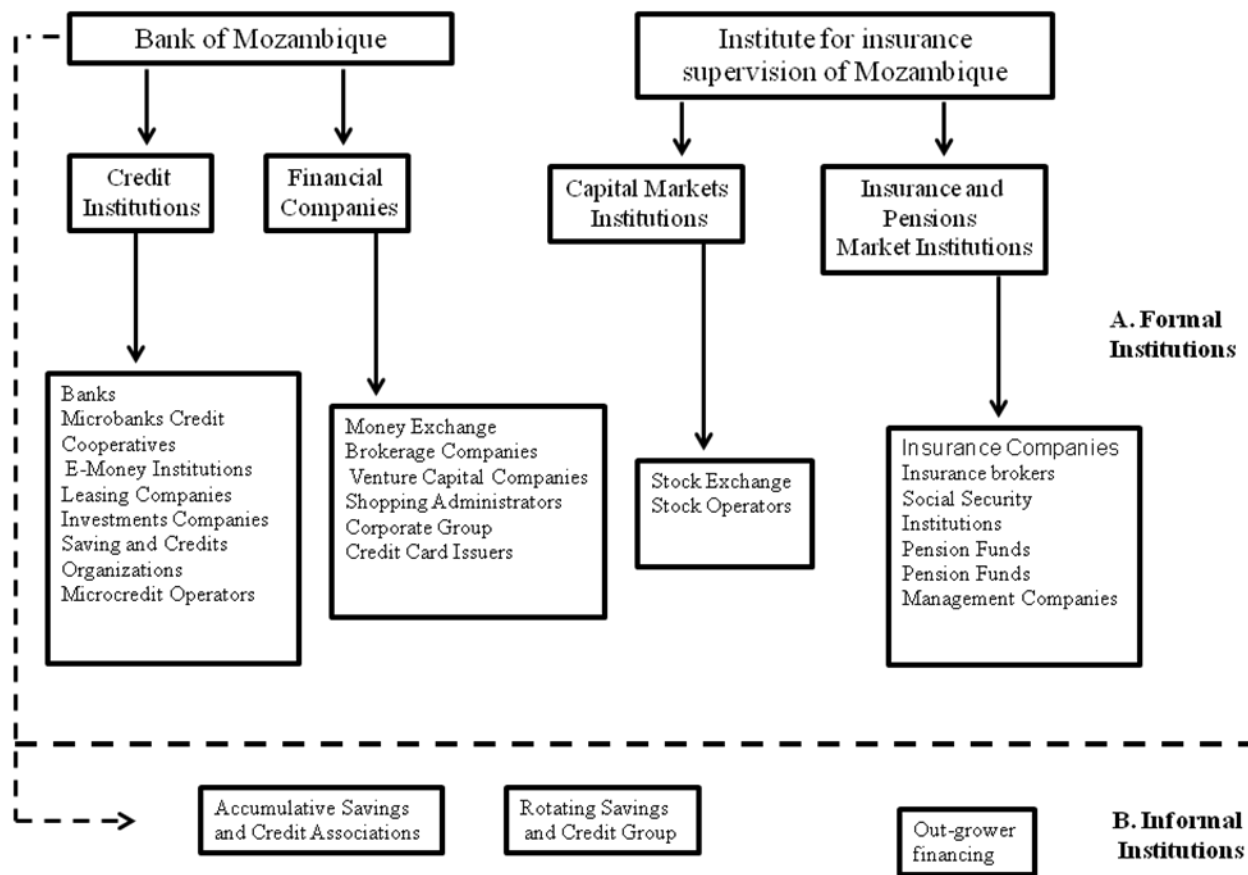 Bank of Mozambique
Institute for insurance
supervision of Mozambique
Credit
Institutions
Financial
Companies
Capital Markets
Institutions
Insurance and
Pensions
Market Institutions
A. Formal
Institutions
Banks
Microbanks Credit
Cooperatives
E-Money Institutions
Leasing Companies
Investments Companies
Saving and Credits
Organizations
Microcredit Operators
Money Exchange
Brokerage Companies
Venture Capital Companies
Shopping Administrators
Corporate Group
Credit Card Issuers
Stock Exchange
Stock Operators
Insurance Companies
Insurance brokers
Social Security
Institutions
Pension Funds
Pension Funds
Management Companies
Accumulative Savings
and Credit Associations
Rotating Savings
and Credit Group
Out-grower
financing
B. Informal
Institutions